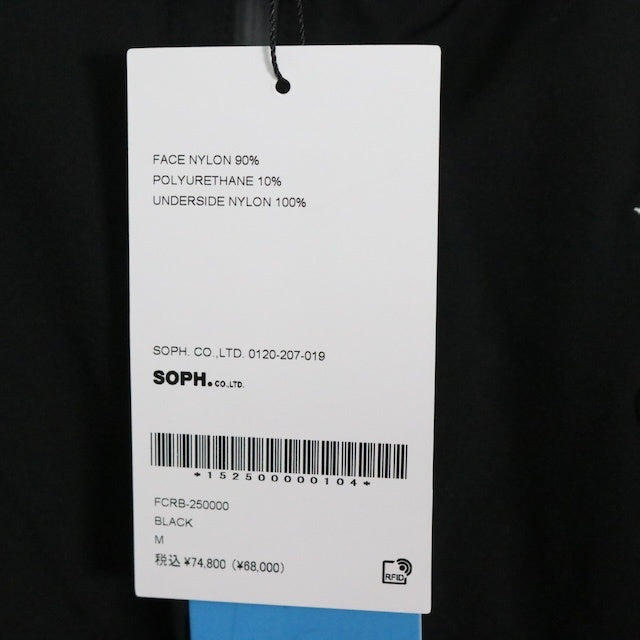 FACE NYLON 90%
POLYURETHANE 10%
UNDERSIDE NYLON 100%
SOPH. CO.,LTD. 0120-207-019
SOPH. CO.,LTD.
*152500000104*
FCRB-250000
BLACK
M
税込 ¥74,800 (¥68,000)
RFID